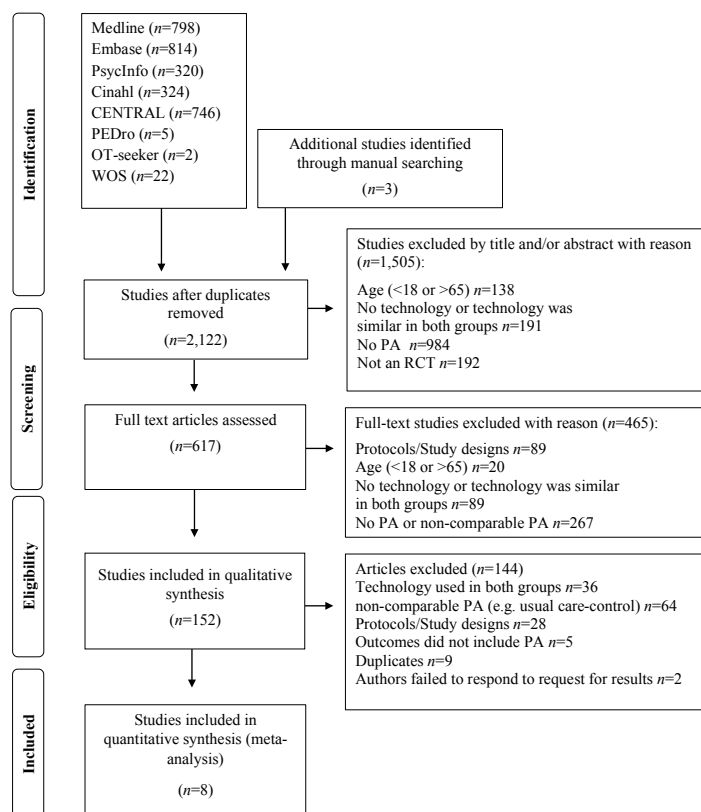 Identification
Medline (n=798)
Embase (n=814)
PsycInfo (n=320)
Cinahl (n=324)
CENTRAL (n=746)
PEDro (n=5)
OT-seeker (n=2)
WOS (n=22)
Additional studies identified
through manual searching
(n=3)
Studies after duplicates
removed
(n=2,122)
Studies excluded by title and/or abstract with reason
(n=1,505):
Age (<18 or >65) n=138
No technology or technology was
similar in both groups n=191
No PA n=984
Not an RCT n=192
Screening
Full text articles assessed
(n=617)
Full-text studies excluded with reason (n=465):
Protocols/Study designs n=89
Age (<18 or >65) n=20
No technology or technology was similar
in both groups n=89
No PA or non-comparable PA n=267
Eligibility
Studies included in qualitative
synthesis
(n=152)
Articles excluded (n=144)
Technology used in both groups n=36
non-comparable PA (e.g. usual care-control) n=64
Protocols/Study designs n=28
Outcomes did not include PA n=5
Duplicates n=9
Authors failed to respond to request for results n=2
Included
Studies included in
quantitative synthesis (meta-
analysis)
(n=8)